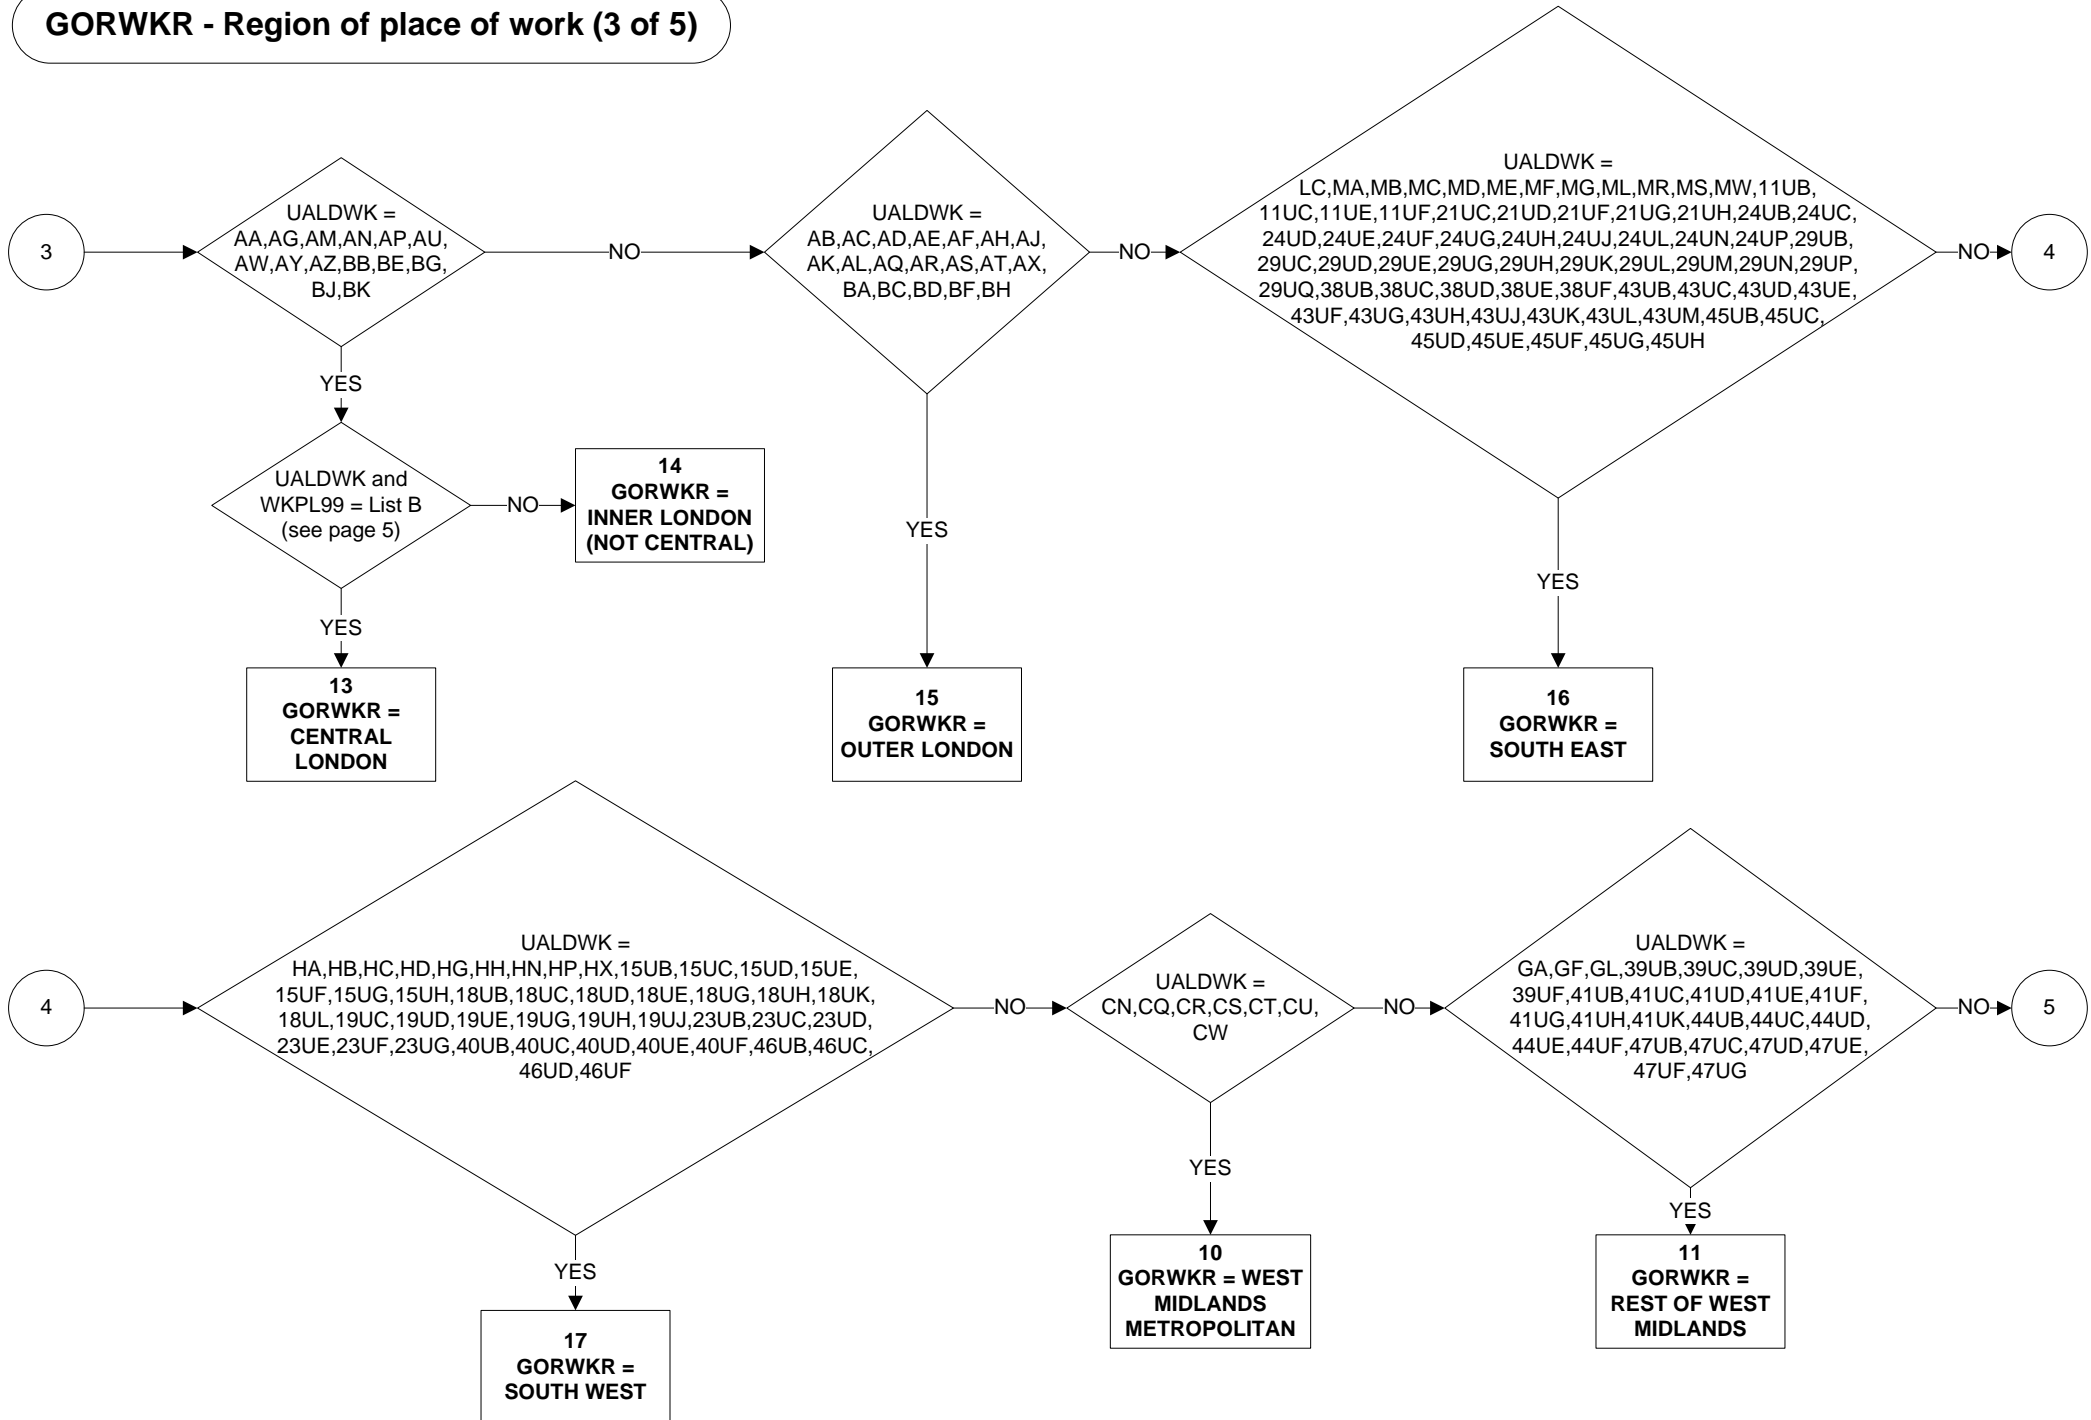 GORWKR - Region of place of work (3 of 5)
3
UALDWK =
AA,AG,AM,AN,AP,AU,
AW,AY,AZ,BB,BE,BG,
BJ,BK
NO
UALDWK =
AB,AC,AD,AE,AF,AH,AJ,
AK,AL,AQ,AR,AS,AT,AX,
BA,BC,BD,BF,BH
NO
UALDWK =
LC,MA,MB,MC,MD,ME,MF,MG,ML,MR,MS,MW,11UB,
11UC,11UE,11UF,21UC,21UD,21UF,21UG,21UH,24UB,24UC,
24UD,24UE,24UF,24UG,24UH,24UJ,24UL,24UN,24UP,29UB,
29UC,29UD,29UE,29UG,29UH,29UK,29UL,29UM,29UN,29UP,
29UQ,38UB,38UC,38UD,38UE,38UF,43UB,43UC,43UD,43UE,
43UF,43UG,43UH,43UJ,43UK,43UL,43UM,45UB,45UC,
45UD,45UE,45UF,45UG,45UH
NO
4
YES
UALDWK and
WKPL99 = List B
(see page 5)
NO
14
GORWKR =
INNER LONDON
(NOT CENTRAL)
YES
YES
YES
13
GORWKR =
CENTRAL
LONDON
15
GORWKR =
OUTER LONDON
16
GORWKR =
SOUTH EAST
4
UALDWK =
HA,HB,HC,HD,HG,HH,HN,HP,HX,15UB,15UC,15UD,15UE,
15UF,15UG,15UH,18UB,18UC,18UD,18UE,18UG,18UH,18UK,
18UL,19UC,19UD,19UE,19UG,19UH,19UJ,23UB,23UC,23UD,
23UE,23UF,23UG,40UB,40UC,40UD,40UE,40UF,46UB,46UC,
46UD,46UF
NO
UALDWK =
CN,CQ,CR,CS,CT,CU,
CW
NO
UALDWK =
GA,GF,GL,39UB,39UC,39UD,39UE,
39UF,41UB,41UC,41UD,41UE,41UF,
41UG,41UH,41UK,44UB,44UC,44UD,
44UE,44UF,47UB,47UC,47UD,47UE,
47UF,47UG
NO
5
YES
YES
YES
17
GORWKR =
SOUTH WEST
10
GORWKR = WEST
MIDLANDS
METROPOLITAN
11
GORWKR =
REST OF WEST
MIDLANDS